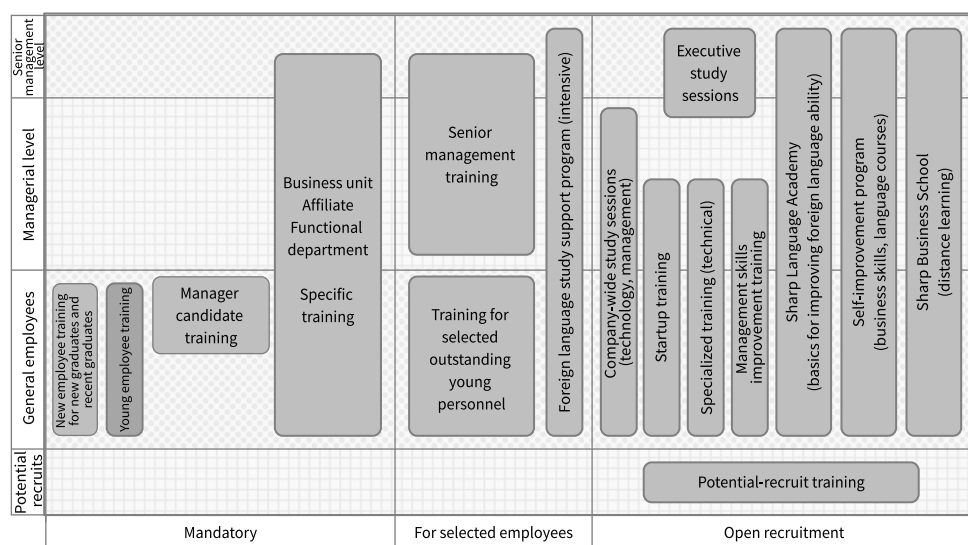 Senior
management
level
Managerial level
General employees
Potential
recruits
New employee training
for new graduates and
recent graduates
Young employee training
Manager
candidate
training
Business unit
Affiliate
Functional
department
Specific
training
Senior
management
training
Training for
selected
outstanding
young
personnel
Foreign language study support program (intensive)
Company-wide study sessions
(technology, management)
Startup training
Executive
study
sessions
Specialized training (technical)
Management skills
improvement training
Sharp Language Academy
(basics for improving foreign language ability)
Self-improvement program
(business skills, language courses)
Sharp Business School
(distance learning)
Potential-recruit training
Mandatory
For selected employees
Open recruitment